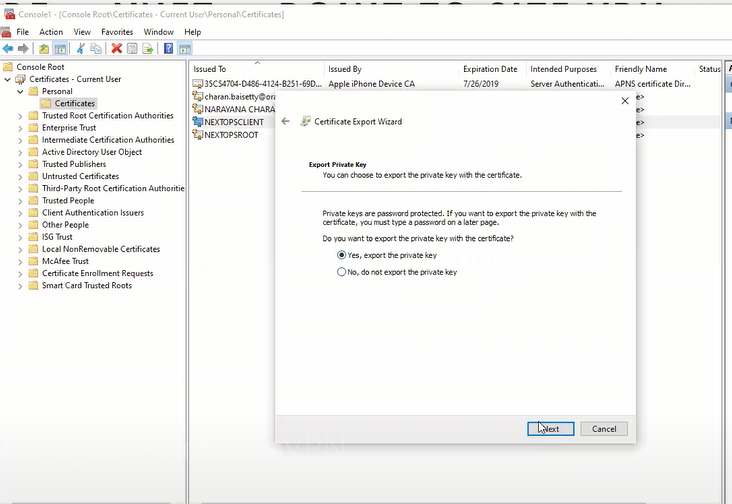 POINT TO SITE VPN
Console1 - [Console Root\Certificates - Current User\Personal\Certificates]
File Action View Favorites Window Help
Console Root
Certificates - Current User
Personal
Certificates
Trusted Root Certification Authorities
Enterprise Trust
Intermediate Certification Authorities
Active Directory User Object
Trusted Publishers
Untrusted Certificates
Third-Party Root Certification Authoritie
Trusted People
Client Authentication Issuers
Other People
ISG Trust
Local NonRemovable Certificates
McAfee Trust
Certificate Enrollment Requests
Smart Card Trusted Roots
Issued To Issued By Expiration Date Intended Purposes Friendly Name Status
35C54704-D486-4124-B251-69D... Apple iPhone Device CA 7/26/2019 Server Authenticati... APNS certificate Dir...
charan.baisetty@ora
NARAYANA CHARA
NEXTOPSCLIENT
NEXTOPSROOT
Certificate Export Wizard
Export Private Key
You can choose to export the private key with the certificate.
Private keys are password protected. If you want to export the private key with the
certificate, you must type a password on a later page.
Do you want to export the private key with the certificate?
Yes, export the private key
No, do not export the private key
Next Cancel
VPN